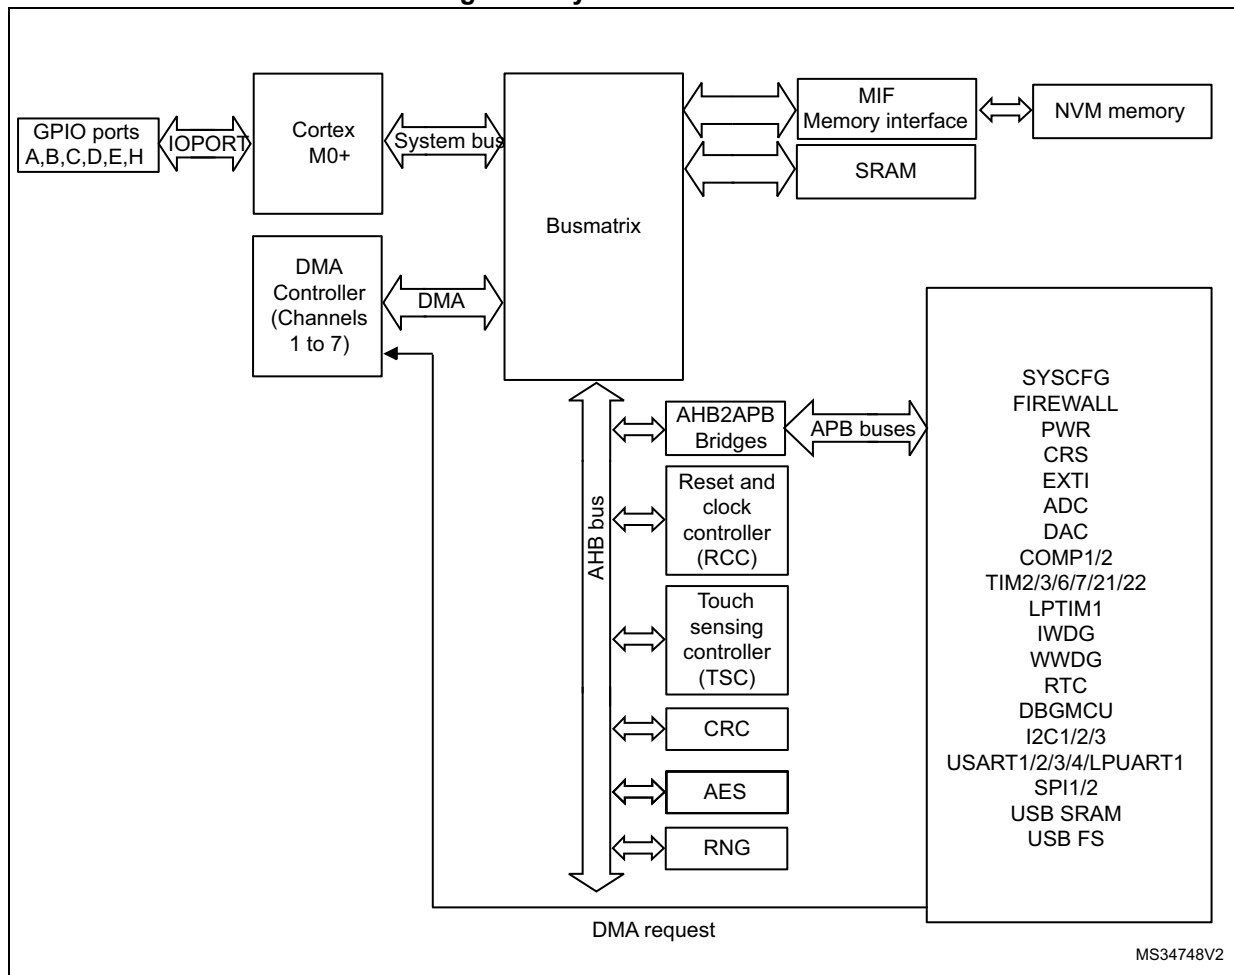 GPIO ports
A,B,C,D,E,H
IOPORT
Cortex
M0+
System bus
Busmatrix
MIF
Memory interface
NVM memory
SRAM
DMA
Controller
(Channels
1 to 7)
DMA
AHB bus
AHB2APB
Bridges
APB buses
Reset and
clock
controller
(RCC)
Touch
sensing
controller
(TSC)
CRC
AES
RNG
SYSCFG
FIREWALL
PWR
CRS
EXTI
ADC
DAC
COMP1/2
TIM2/3/6/7/21/22
LPTIM1
IWDG
WWDG
RTC
DBGMCU
I2C1/2/3
USART1/2/3/4/LPUART1
SPI1/2
USB SRAM
USB FS
DMA request
MS34748V2